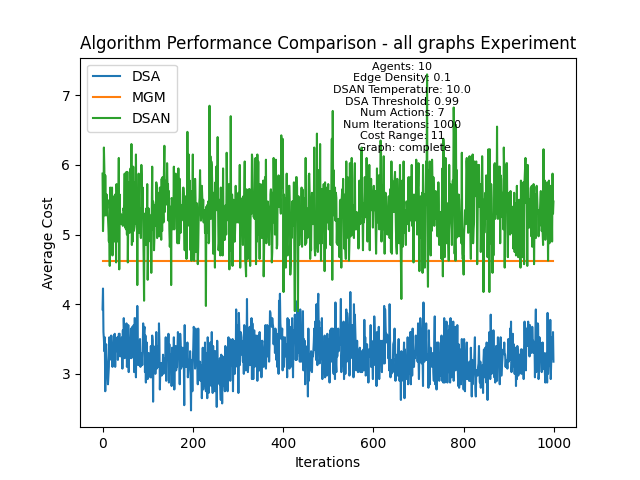 Algorithm Performance Comparison - all graphs Experiment
DSA
MGM
DSAN
Agents: 10
Edge Density: 0.1
DSAN Temperature: 10.0
DSA Threshold: 0.99
Num Actions: 7
Num Iterations: 1000
Cost Range: 11
Graph: complete
Average Cost
7
6
5
4
3
0
200
400
600
800
1000
Iterations